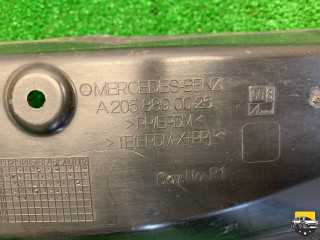 MERCEDES-BENZ
A 205 889 00-25
>PP/EPDM<
>TE(EPDM-X+PP)<
Cav.No. R1